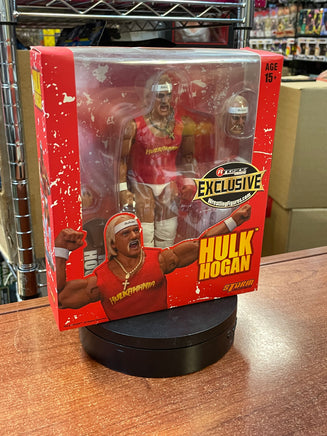 AGE
15+
HULKAMANIA
RINGSIDE
EXCLUSIVE
WrestlingFigures.com
HULKAMANIA
HULK
HOGAN
STORM